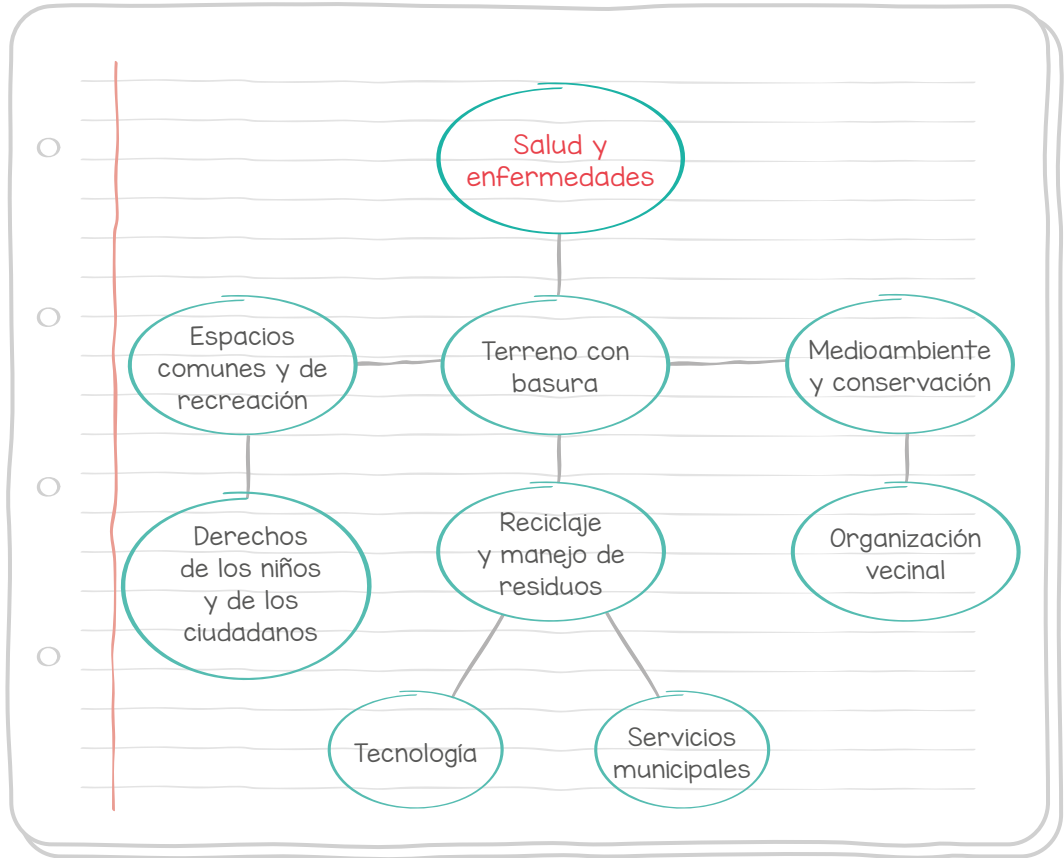 Salud y
enfermedades
Espacios
comunes y de
recreación
Terreno con
basura
Medioambiente
y conservación
Derechos
de los niños
y de los
ciudadanos
Reciclaje
y manejo de
residuos
Organización
vecinal
Tecnología
Servicios
municipales